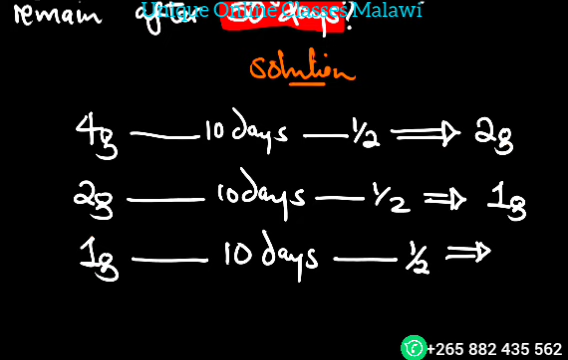 Unique Online Classes Malawi
remain after 50 days?
Solution
4g — 10 days — 1/2 ⟹ 2g
2g — 10 days — 1/2 ⟹ 1g
1g — 10 days — 1/2 ⟹
+265 882 435 562